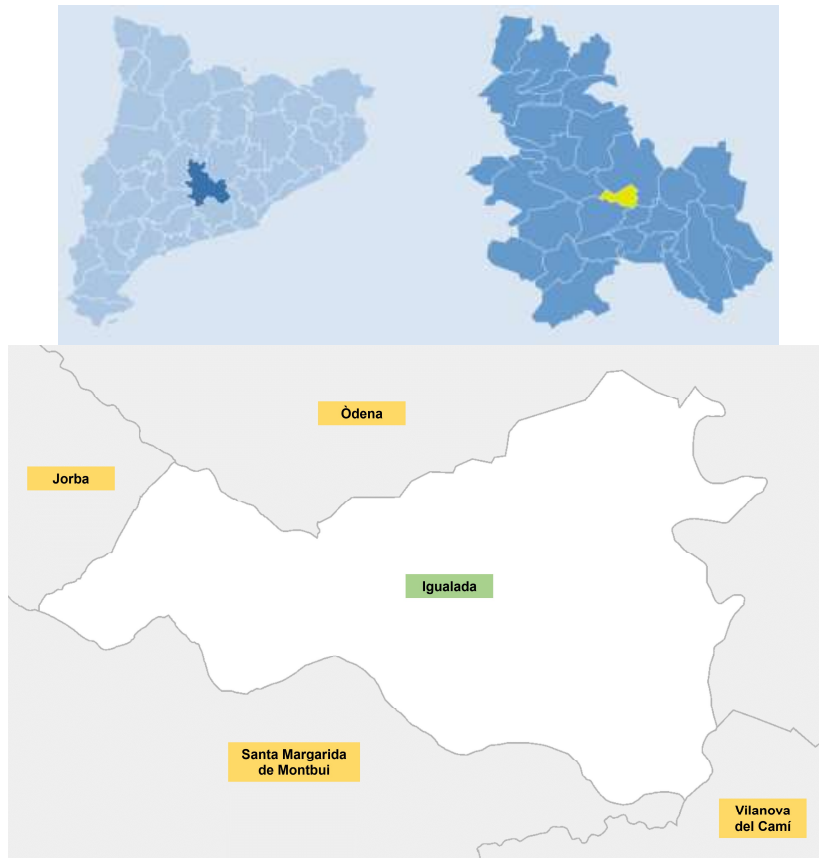 Òdena
Jorba
Igualada
Santa Margarida
de Montbui
Vilanova
del Camí